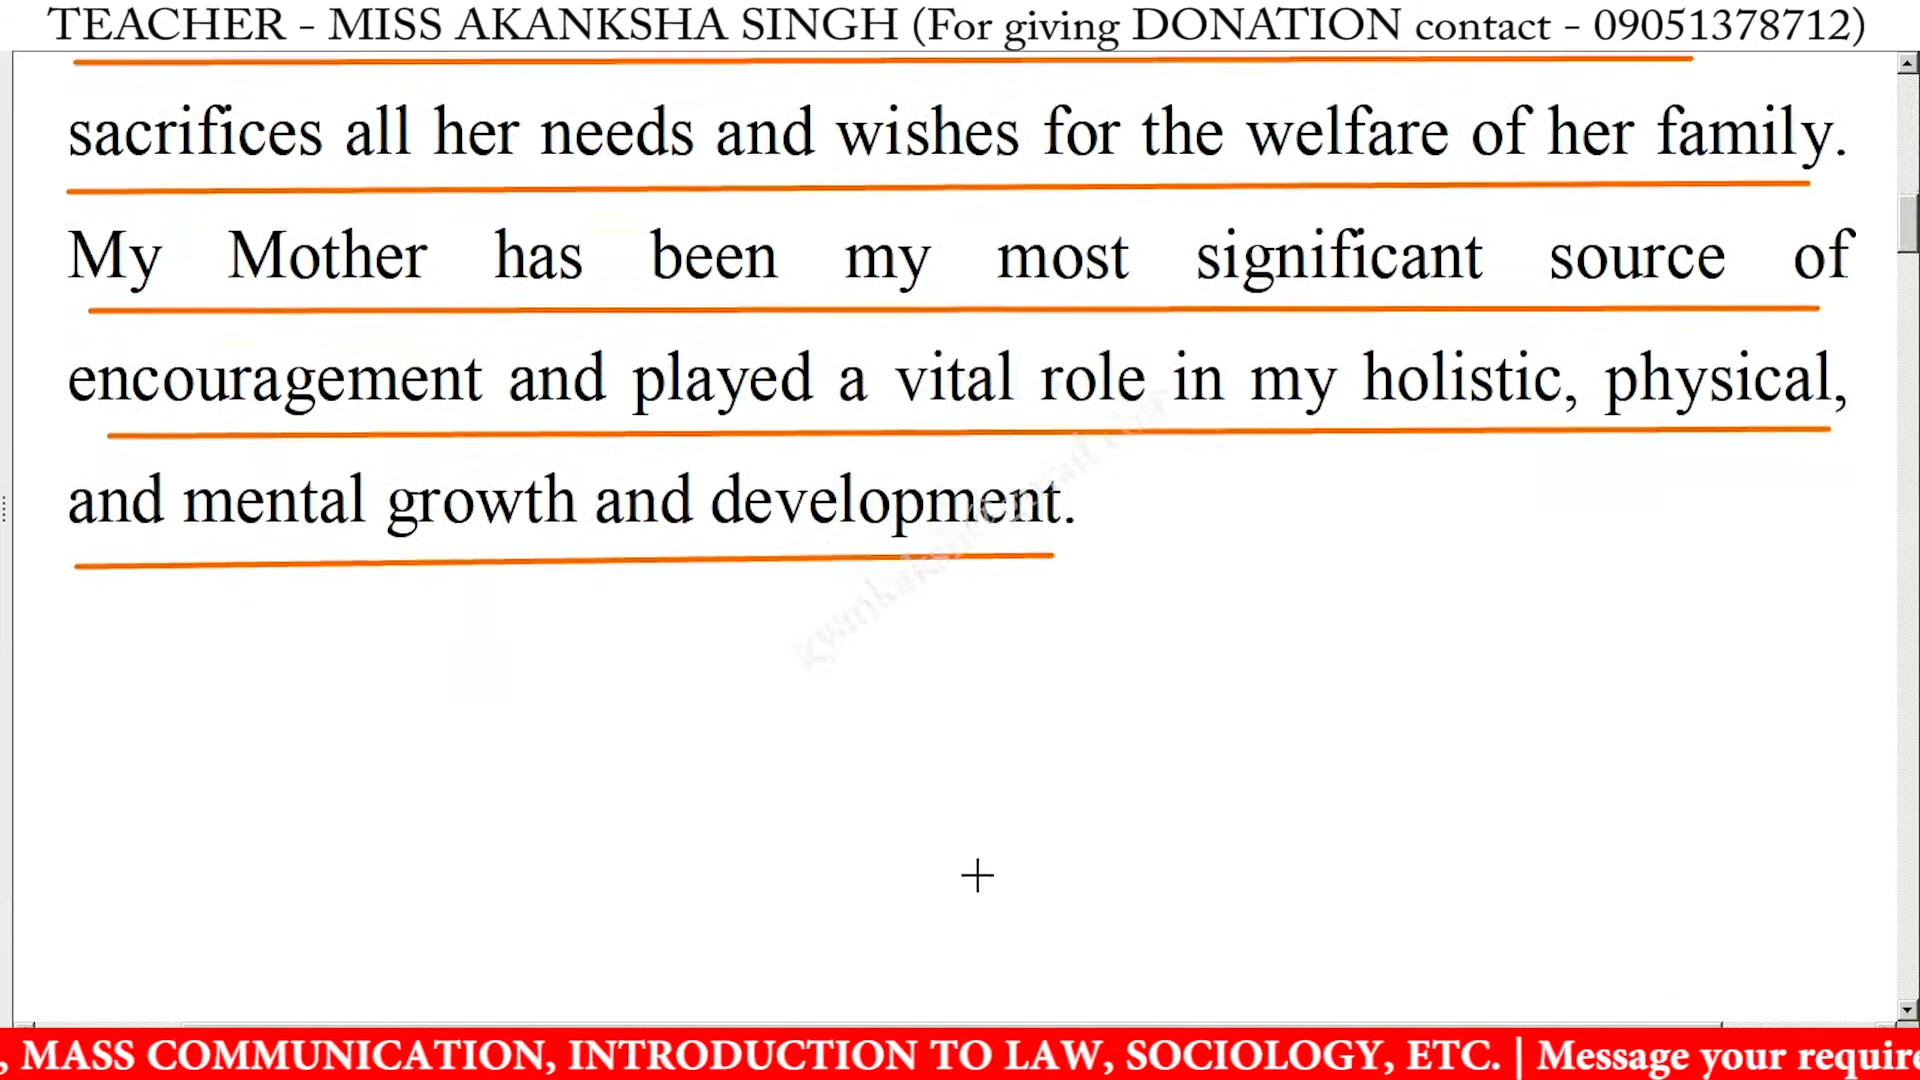 TEACHER - MISS AKANKSHA SINGH (For giving DONATION contact - 09051378712)
sacrifices all her needs and wishes for the welfare of her family.
My Mother has been my most significant source of
encouragement and played a vital role in my holistic, physical,
and mental growth and development.
, MASS COMMUNICATION, INTRODUCTION TO LAW, SOCIOLOGY, ETC. | Message your require